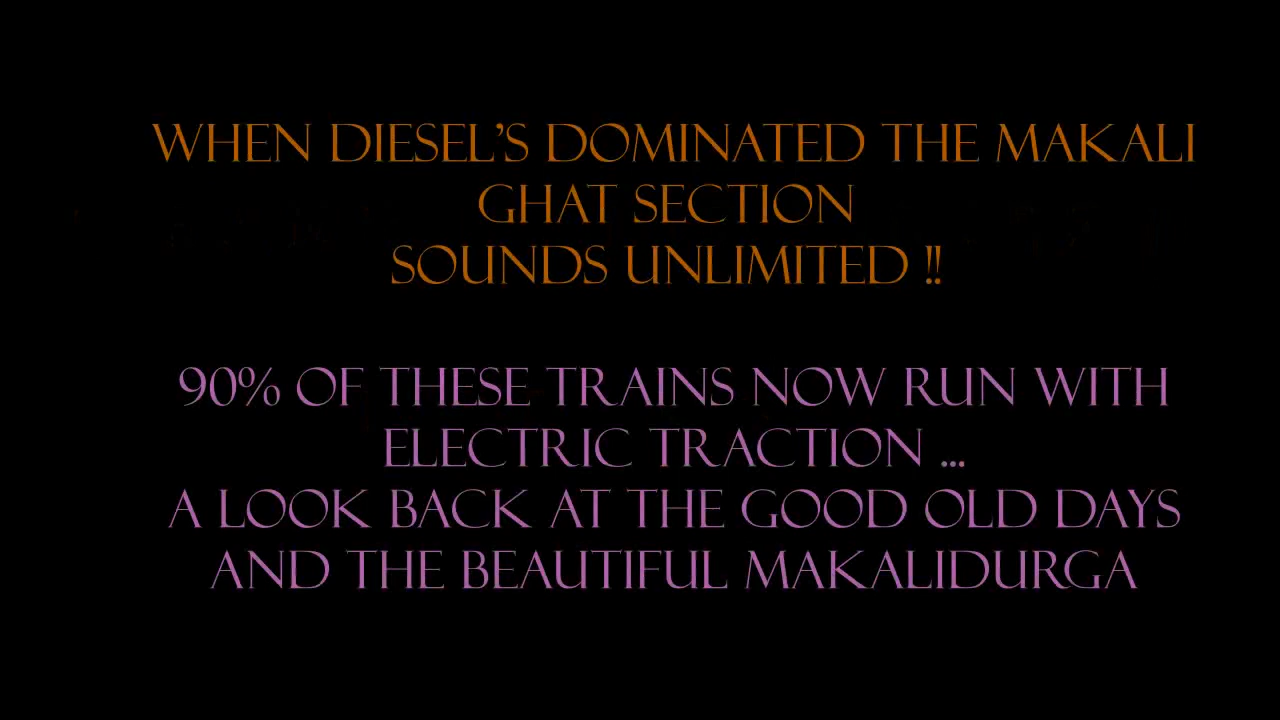 WHEN DIESEL'S DOMINATED THE MAKALI
GHAT SECTION
SOUNDS UNLIMITED !!
90% OF THESE TRAINS NOW RUN WITH
ELECTRIC TRACTION ...
A LOOK BACK AT THE GOOD OLD DAYS
AND THE BEAUTIFUL MAKALIDURGA